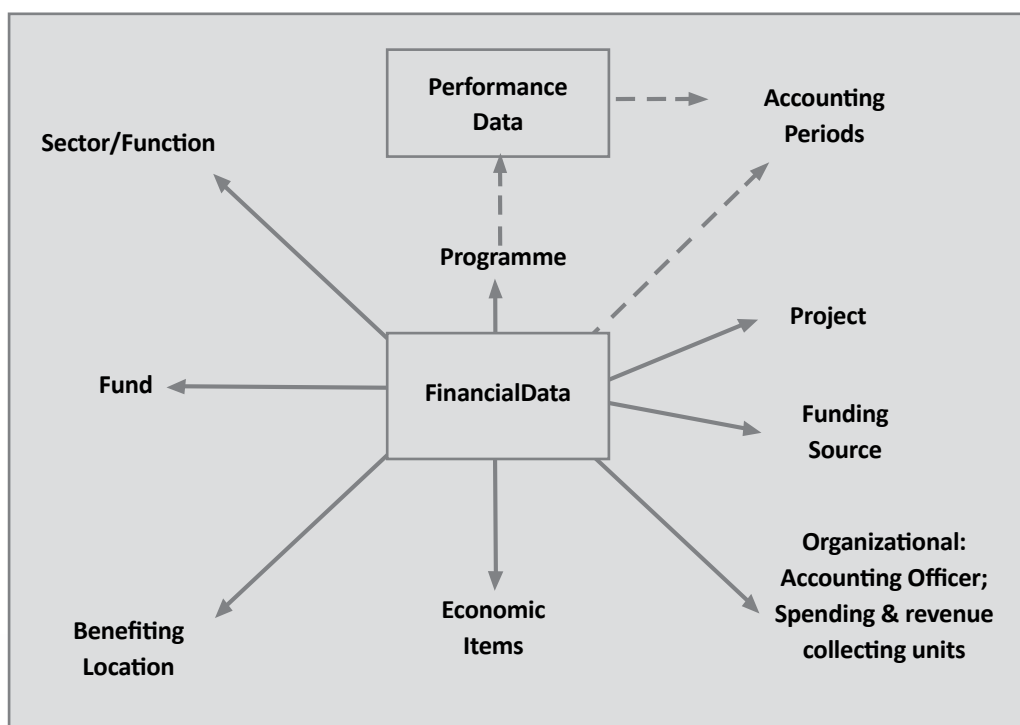 Performance
Data
Accounting
Periods
Sector/Function
Programme
Project
Fund
FinancialData
Funding
Source
Organizational:
Accounting Officer;
Spending & revenue
collecting units
Economic
Items
Benefiting
Location